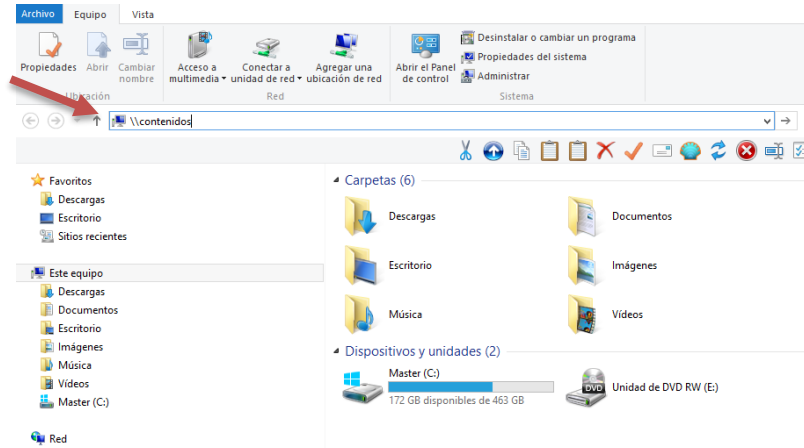 Archivo Equipo Vista
Propiedades Abrir Cambiar nombre
Acceso a multimedia Conectar a unidad de red Agregar una ubicación de red
Abrir el Panel de control
Desinstalar o cambiar un programa
Propiedades del sistema
Administrar
Ubicación Red Sistema
\\contenidos
Favoritos
Descargas
Escritorio
Sitios recientes
Este equipo
Descargas
Documentos
Escritorio
Imágenes
Música
Vídeos
Master (C:)
Red
Carpetas (6)
Descargas Documentos
Escritorio Imágenes
Música Vídeos
Dispositivos y unidades (2)
Master (C:)
172 GB disponibles de 463 GB
DVD
Unidad de DVD RW (E:)